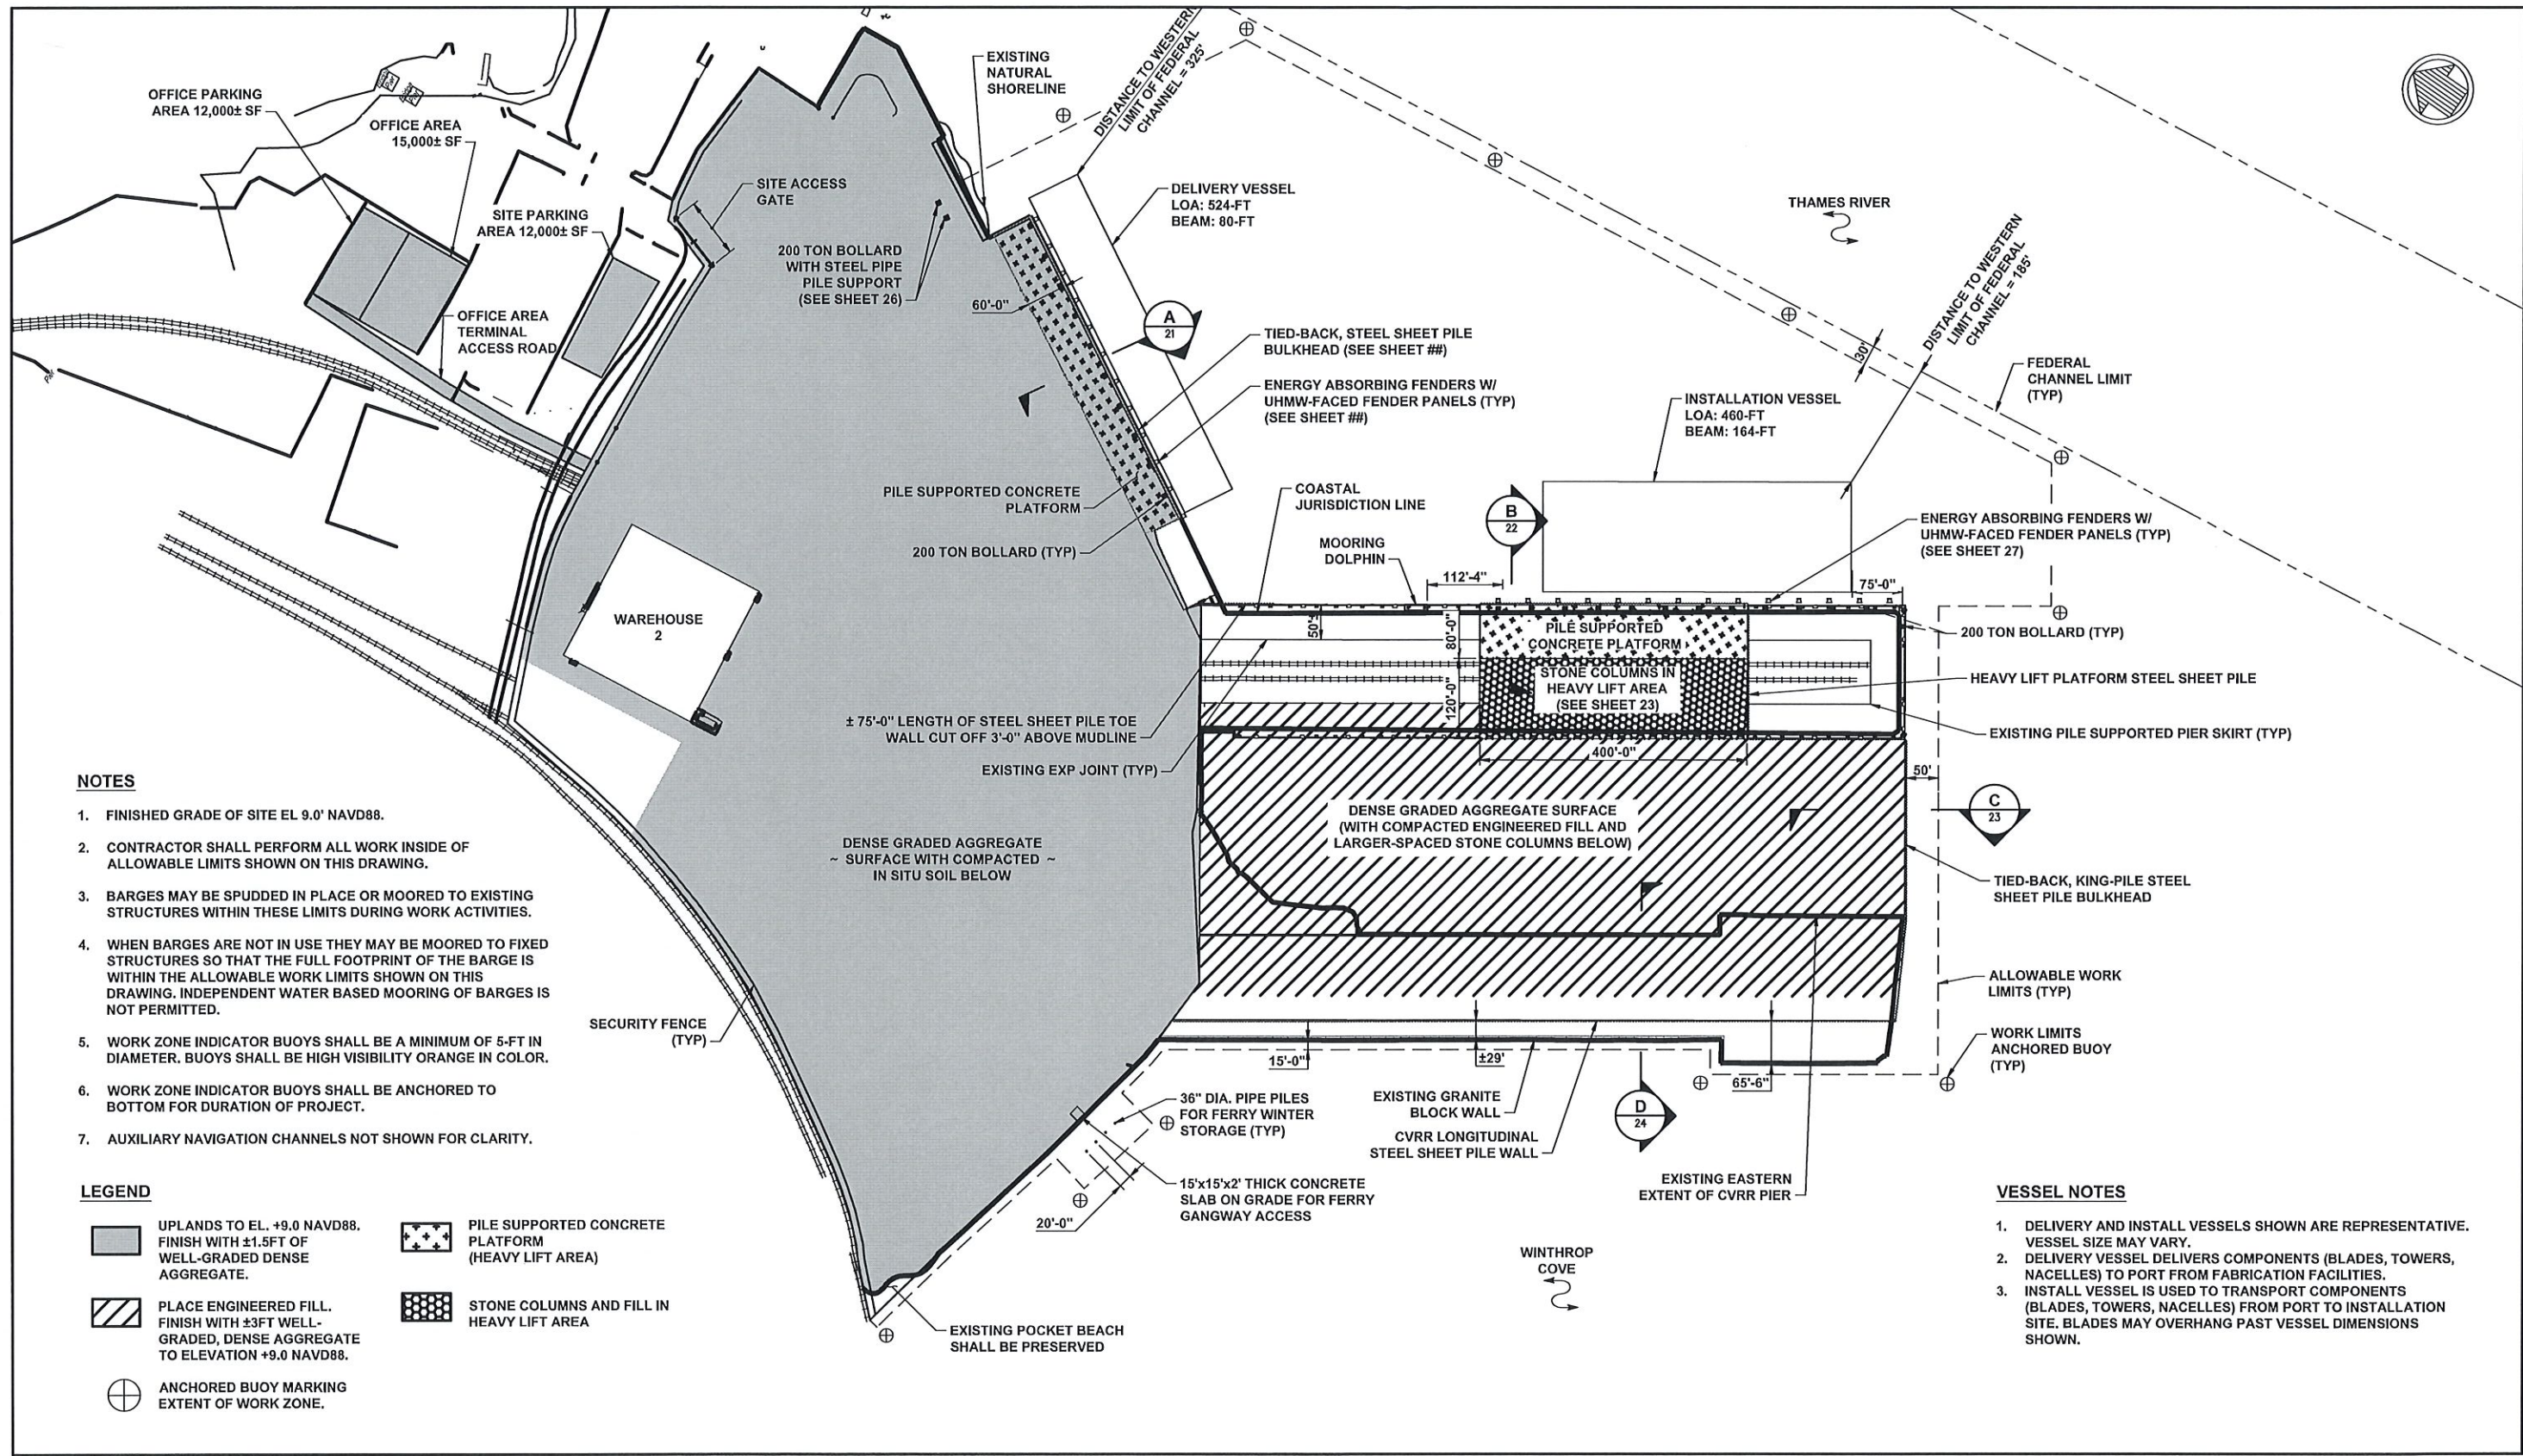 OFFICE PARKING
AREA 12,000± SF
OFFICE AREA
15,000± SF
SITE PARKING
AREA 12,000± SF
OFFICE AREA
TERMINAL
ACCESS ROAD
SITE ACCESS
GATE
200 TON BOLLARD
WITH STEEL PIPE
PILE SUPPORT
(SEE SHEET 26)
EXISTING
NATURAL
SHORELINE
DISTANCE TO WESTERN
LIMIT OF FEDERAL
CHANNEL = 325'
DELIVERY VESSEL
LOA: 524-FT
BEAM: 80-FT
60'-0"
A
21
TIED-BACK, STEEL SHEET PILE
BULKHEAD (SEE SHEET ##)
ENERGY ABSORBING FENDERS W/
UHMW-FACED FENDER PANELS (TYP)
(SEE SHEET ##)
THAMES RIVER
DISTANCE TO WESTERN
LIMIT OF FEDERAL
CHANNEL = 185'
30'
FEDERAL
CHANNEL LIMIT
(TYP)
INSTALLATION VESSEL
LOA: 460-FT
BEAM: 164-FT
PILE SUPPORTED CONCRETE
PLATFORM
200 TON BOLLARD (TYP)
COASTAL
JURISDICTION LINE
MOORING
DOLPHIN
B
22
112'-4"
ENERGY ABSORBING FENDERS W/
UHMW-FACED FENDER PANELS (TYP)
(SEE SHEET 27)
75'-0"
200 TON BOLLARD (TYP)
WAREHOUSE
2
80'-0"
PILE SUPPORTED
CONCRETE PLATFORM
120'-0"
STONE COLUMNS IN
HEAVY LIFT AREA
(SEE SHEET 23)
HEAVY LIFT PLATFORM STEEL SHEET PILE
± 75'-0" LENGTH OF STEEL SHEET PILE TOE
WALL CUT OFF 3'-0" ABOVE MUDLINE
EXISTING PILE SUPPORTED PIER SKIRT (TYP)
EXISTING EXP JOINT (TYP)
400'-0"
50'
C
23
DENSE GRADED AGGREGATE
~ SURFACE WITH COMPACTED ~
IN SITU SOIL BELOW
DENSE GRADED AGGREGATE SURFACE
(WITH COMPACTED ENGINEERED FILL AND
LARGER-SPACED STONE COLUMNS BELOW)
TIED-BACK, KING-PILE STEEL
SHEET PILE BULKHEAD
ALLOWABLE WORK
LIMITS (TYP)
WORK LIMITS
ANCHORED BUOY
(TYP)
SECURITY FENCE
(TYP)
15'-0"
±29'
65'-6"
D
24
36" DIA. PIPE PILES
FOR FERRY WINTER
STORAGE (TYP)
EXISTING GRANITE
BLOCK WALL
CVRR LONGITUDINAL
STEEL SHEET PILE WALL
EXISTING EASTERN
EXTENT OF CVRR PIER
15'x15'x2' THICK CONCRETE
SLAB ON GRADE FOR FERRY
GANGWAY ACCESS
20'-0"
WINTHROP
COVE
EXISTING POCKET BEACH
SHALL BE PRESERVED
NOTES
1. FINISHED GRADE OF SITE EL 9.0' NAVD88.
2. CONTRACTOR SHALL PERFORM ALL WORK INSIDE OF
ALLOWABLE LIMITS SHOWN ON THIS DRAWING.
3. BARGES MAY BE SPUDDED IN PLACE OR MOORED TO EXISTING
STRUCTURES WITHIN THESE LIMITS DURING WORK ACTIVITIES.
4. WHEN BARGES ARE NOT IN USE THEY MAY BE MOORED TO FIXED
STRUCTURES SO THAT THE FULL FOOTPRINT OF THE BARGE IS
WITHIN THE ALLOWABLE WORK LIMITS SHOWN ON THIS
DRAWING. INDEPENDENT WATER BASED MOORING OF BARGES IS
NOT PERMITTED.
5. WORK ZONE INDICATOR BUOYS SHALL BE A MINIMUM OF 5-FT IN
DIAMETER. BUOYS SHALL BE HIGH VISIBILITY ORANGE IN COLOR.
6. WORK ZONE INDICATOR BUOYS SHALL BE ANCHORED TO
BOTTOM FOR DURATION OF PROJECT.
7. AUXILIARY NAVIGATION CHANNELS NOT SHOWN FOR CLARITY.
LEGEND
UPLANDS TO EL. +9.0 NAVD88.
FINISH WITH ±1.5FT OF
WELL-GRADED DENSE
AGGREGATE.
PLACE ENGINEERED FILL.
FINISH WITH ±3FT WELL-
GRADED, DENSE AGGREGATE
TO ELEVATION +9.0 NAVD88.
ANCHORED BUOY MARKING
EXTENT OF WORK ZONE.
PILE SUPPORTED CONCRETE
PLATFORM
(HEAVY LIFT AREA)
STONE COLUMNS AND FILL IN
HEAVY LIFT AREA
VESSEL NOTES
1. DELIVERY AND INSTALL VESSELS SHOWN ARE REPRESENTATIVE.
VESSEL SIZE MAY VARY.
2. DELIVERY VESSEL DELIVERS COMPONENTS (BLADES, TOWERS,
NACELLES) TO PORT FROM FABRICATION FACILITIES.
3. INSTALL VESSEL IS USED TO TRANSPORT COMPONENTS
(BLADES, TOWERS, NACELLES) FROM PORT TO INSTALLATION
SITE. BLADES MAY OVERHANG PAST VESSEL DIMENSIONS
SHOWN.